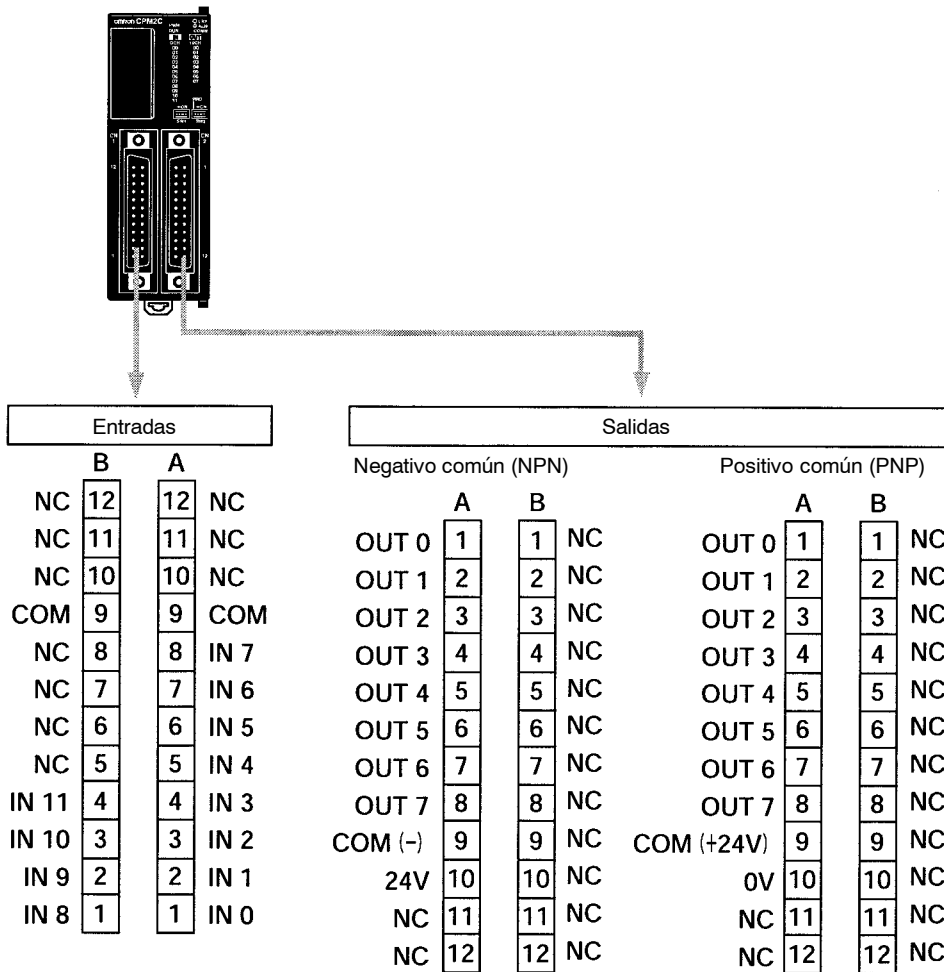 omron CPM2C
CN
1
CN
2
12
1
1
12
Entradas
Salidas
Negativo común (NPN)
Positivo común (PNP)
B A
NC 12 12 NC
NC 11 11 NC
NC 10 10 NC
COM 9 9 COM
NC 8 8 IN 7
NC 7 7 IN 6
NC 6 6 IN 5
NC 5 5 IN 4
IN 11 4 4 IN 3
IN 10 3 3 IN 2
IN 9 2 2 IN 1
IN 8 1 1 IN 0
A B
OUT 0 1 1 NC
OUT 1 2 2 NC
OUT 2 3 3 NC
OUT 3 4 4 NC
OUT 4 5 5 NC
OUT 5 6 6 NC
OUT 6 7 7 NC
OUT 7 8 8 NC
COM (–) 9 9 NC
24V 10 10 NC
NC 11 11 NC
NC 12 12 NC
A B
OUT 0 1 1 NC
OUT 1 2 2 NC
OUT 2 3 3 NC
OUT 3 4 4 NC
OUT 4 5 5 NC
OUT 5 6 6 NC
OUT 6 7 7 NC
OUT 7 8 8 NC
COM (+24V) 9 9 NC
0V 10 10 NC
NC 11 11 NC
NC 12 12 NC